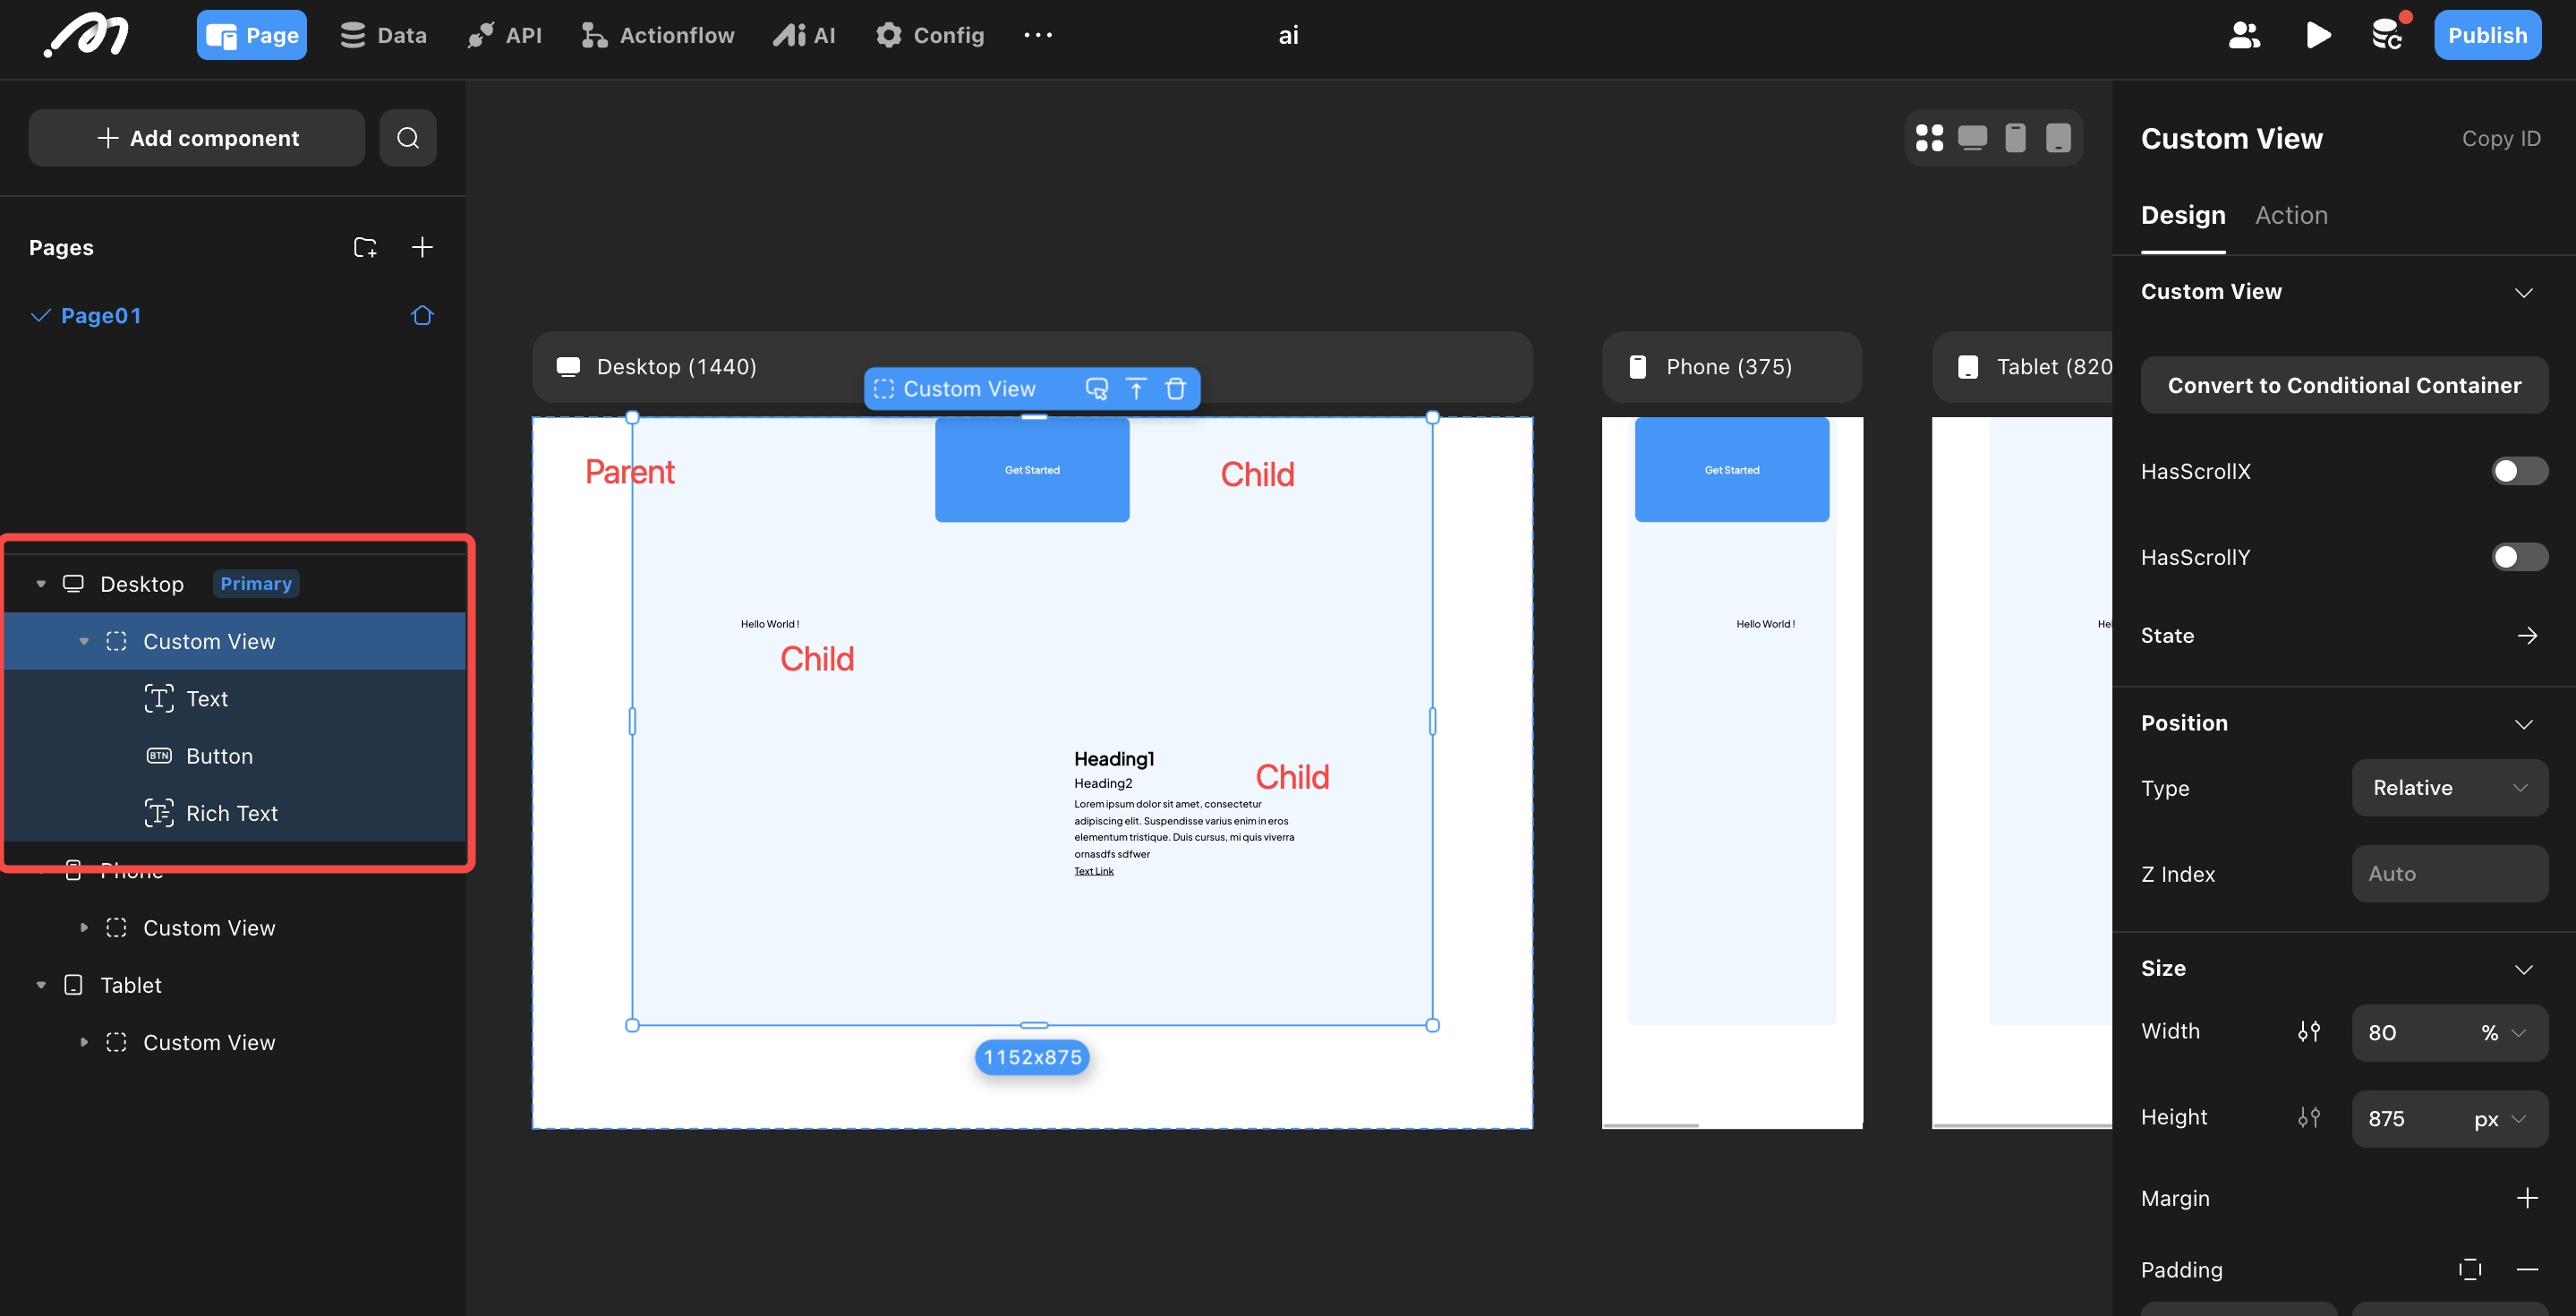 Page
Data
API
Actionflow
AI
Config
ai
Publish
Add component
Pages
Page01
Desktop Primary
Custom View
Text
BTN Button
Rich Text
Phone
Custom View
Tablet
Custom View
Desktop (1440)
Custom View
Parent
Get Started
Child
Hello World !
Child
Heading1
Heading2
Child
Lorem ipsum dolor sit amet, consectetur
adipiscing elit. Suspendisse varius enim in eros
elementum tristique. Duis cursus, mi quis viverra
ornasdfs sdfwer
Text Link
1152x875
Phone (375)
Get Started
Hello World !
Tablet (820
Hel
Custom View
Copy ID
Design
Action
Custom View
Convert to Conditional Container
HasScrollX
HasScrollY
State
Position
Type
Relative
Z Index
Auto
Size
Width
80 %
Height
875 px
Margin
Padding